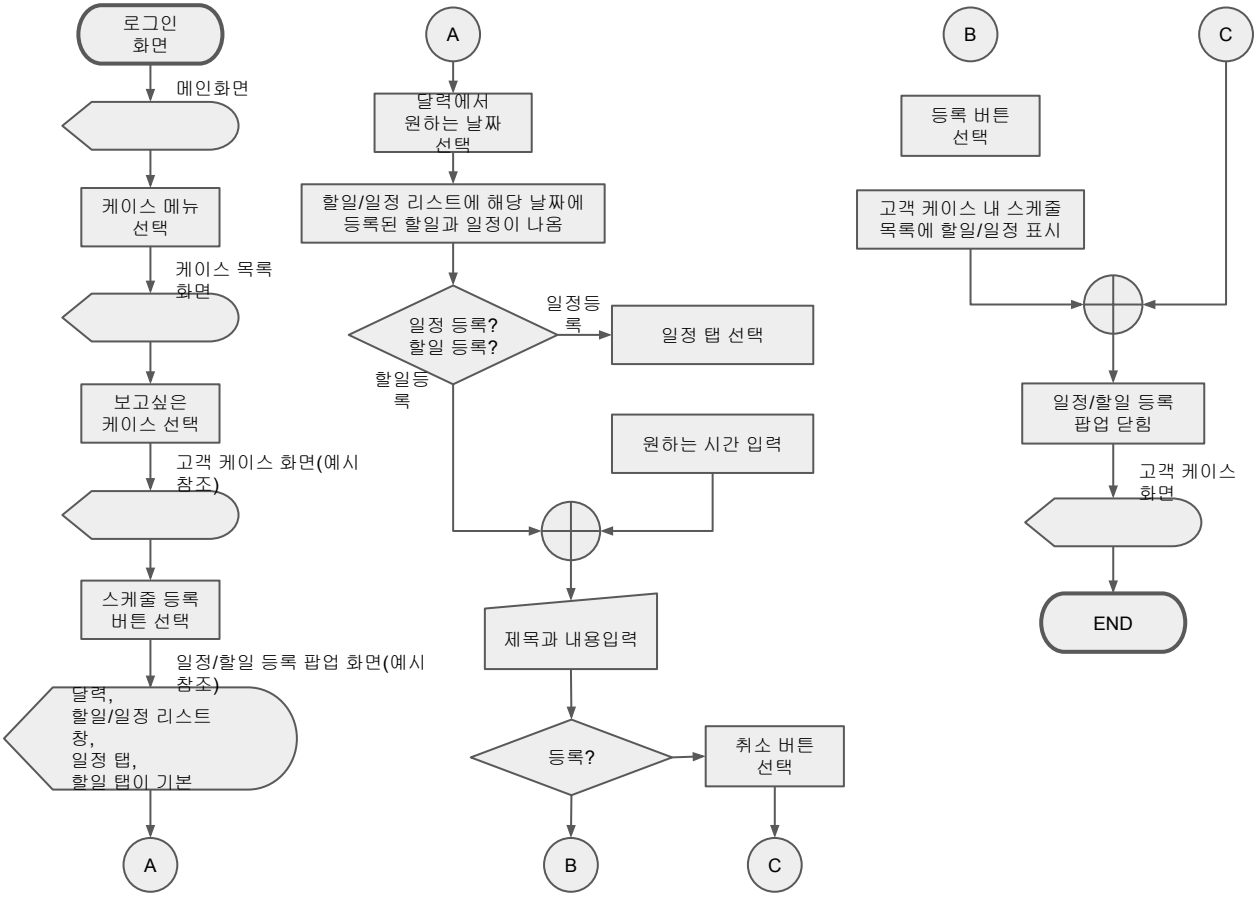 로그인
화면
메인화면
케이스 메뉴
선택
케이스 목록
화면
보고싶은
케이스 선택
고객 케이스 화면(예시
참조)
스케줄 등록
버튼 선택
일정/할일 등록 팝업 화면(예시
참조)
달력,
할일/일정 리스트
창,
일정 탭,
할일 탭이 기본
A
A
달력에서
원하는 날짜
선택
할일/일정 리스트에 해당 날짜에
등록된 할일과 일정이 나옴
일정 등록?
할일 등록?
일정등
록
일정 탭 선택
할일등
록
원하는 시간 입력
제목과 내용입력
등록?
취소 버튼
선택
B
C
B
C
등록 버튼
선택
고객 케이스 내 스케줄
목록에 할일/일정 표시
일정/할일 등록
팝업 닫힘
고객 케이스
화면
END